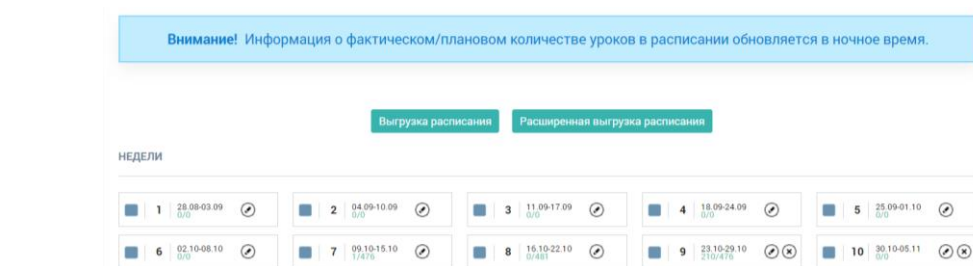 Внимание! Информация о фактическом/плановом количестве уроков в расписании обновляется в ночное время.
Выгрузка расписания Расширенная выгрузка расписания
НЕДЕЛИ
1 28.08-03.09 0/0
2 04.09-10.09 0/0
3 11.09-17.09 0/0
4 18.09-24.09 0/0
5 25.09-01.10 0/0
6 02.10-08.10 0/0
7 09.10-15.10 1/476
8 16.10-22.10 0/481
9 23.10-29.10 210/476
10 30.10-05.11 0/0